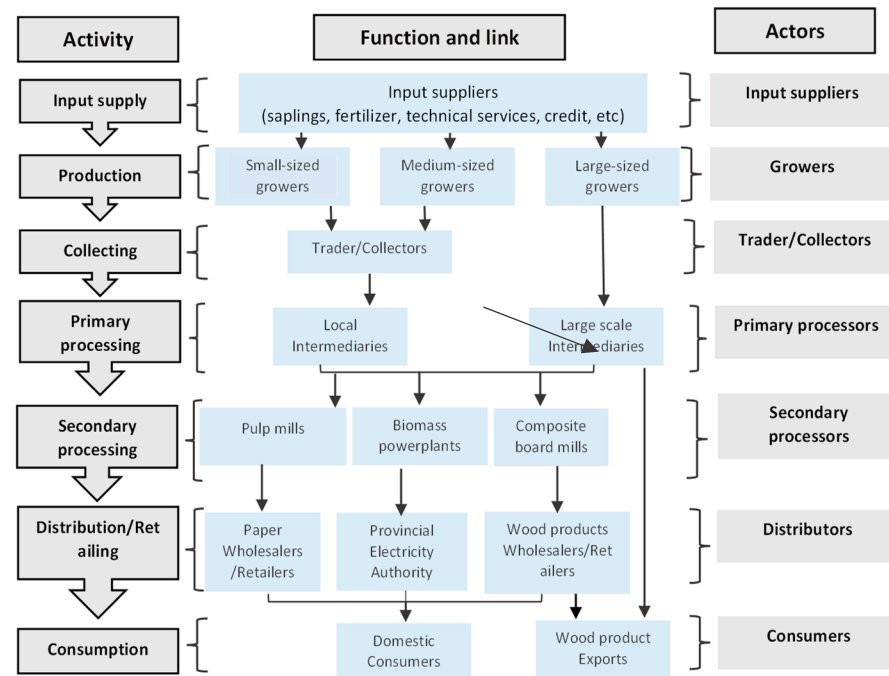 Activity
Function and link
Actors
Input supply
Input suppliers
(saplings, fertilizer, technical services, credit, etc)
Input suppliers
Production
Small-sized
growers
Medium-sized
growers
Large-sized
growers
Growers
Collecting
Trader/Collectors
Trader/Collectors
Primary
processing
Local
Intermediaries
Large scale
Intermediaries
Primary processors
Secondary
processing
Pulp mills
Biomass
powerplants
Composite
board mills
Secondary
processors
Distribution/Ret
ailing
Paper
Wholesalers
/Retailers
Provincial
Electricity
Authority
Wood products
Wholesalers/Ret
ailers
Distributors
Consumption
Domestic
Consumers
Wood product
Exports
Consumers